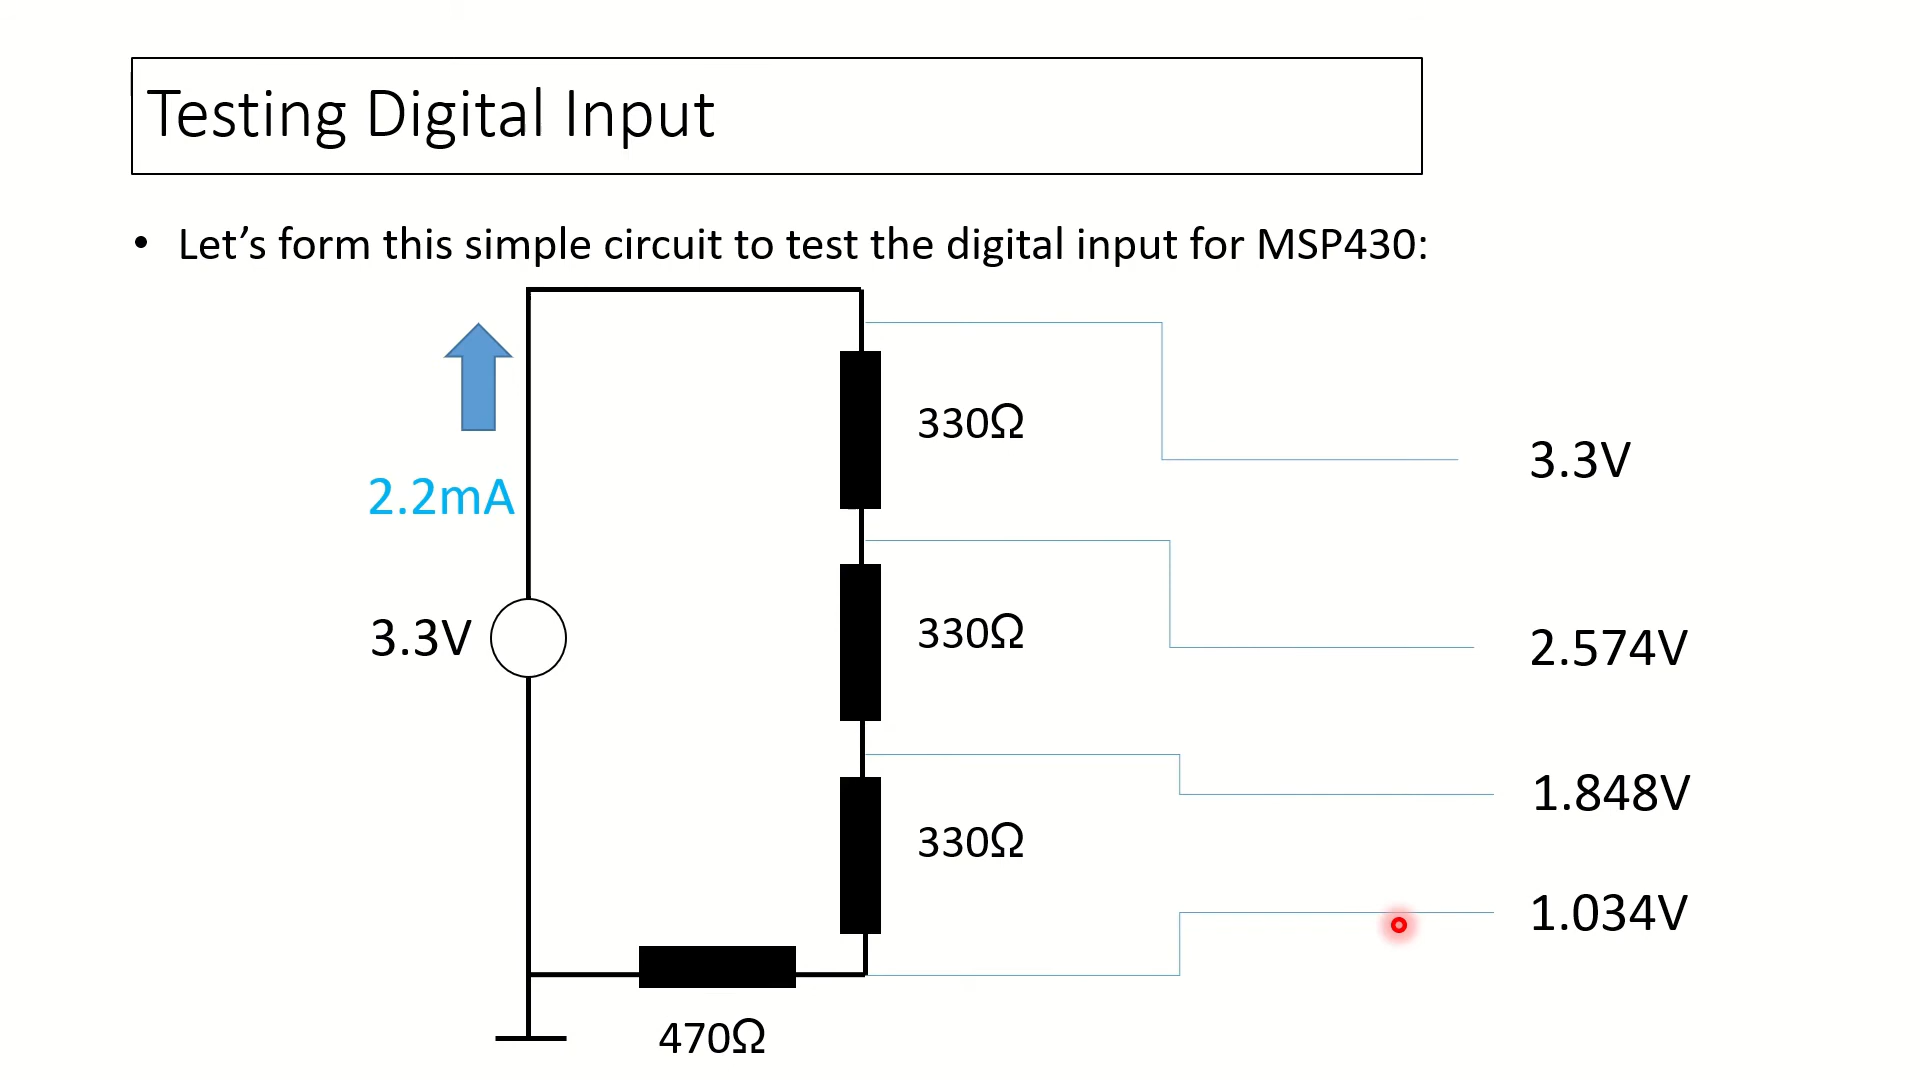 Testing Digital Input
• Let’s form this simple circuit to test the digital input for MSP430:
330Ω
3.3V
2.2mA
330Ω
3.3V
2.574V
1.848V
330Ω
1.034V
470Ω